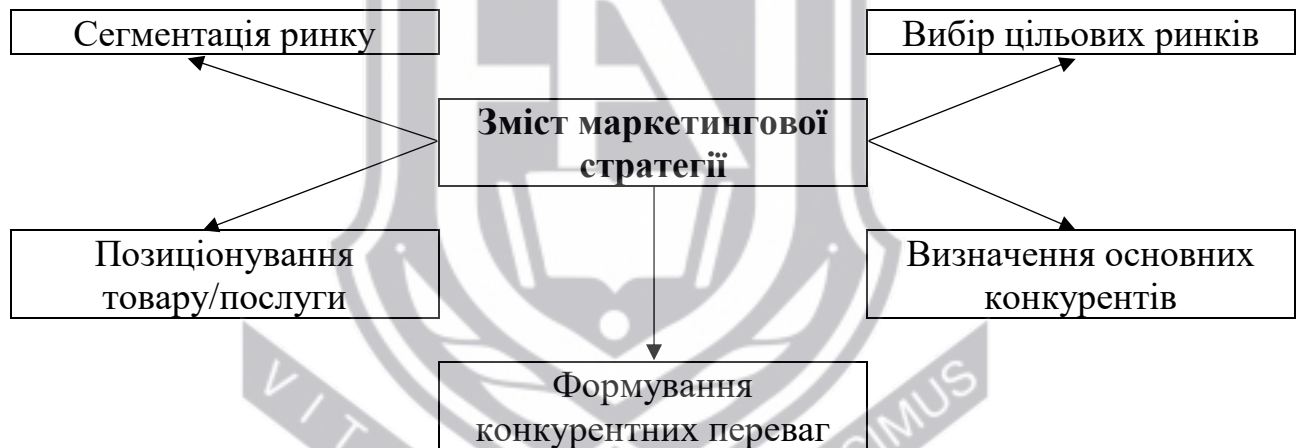 Сегментація ринку
Вибір цільових ринків
Зміст маркетингової
стратегії
Позиціонування
товару/послуги
Визначення основних
конкурентів
Формування
конкурентних переваг